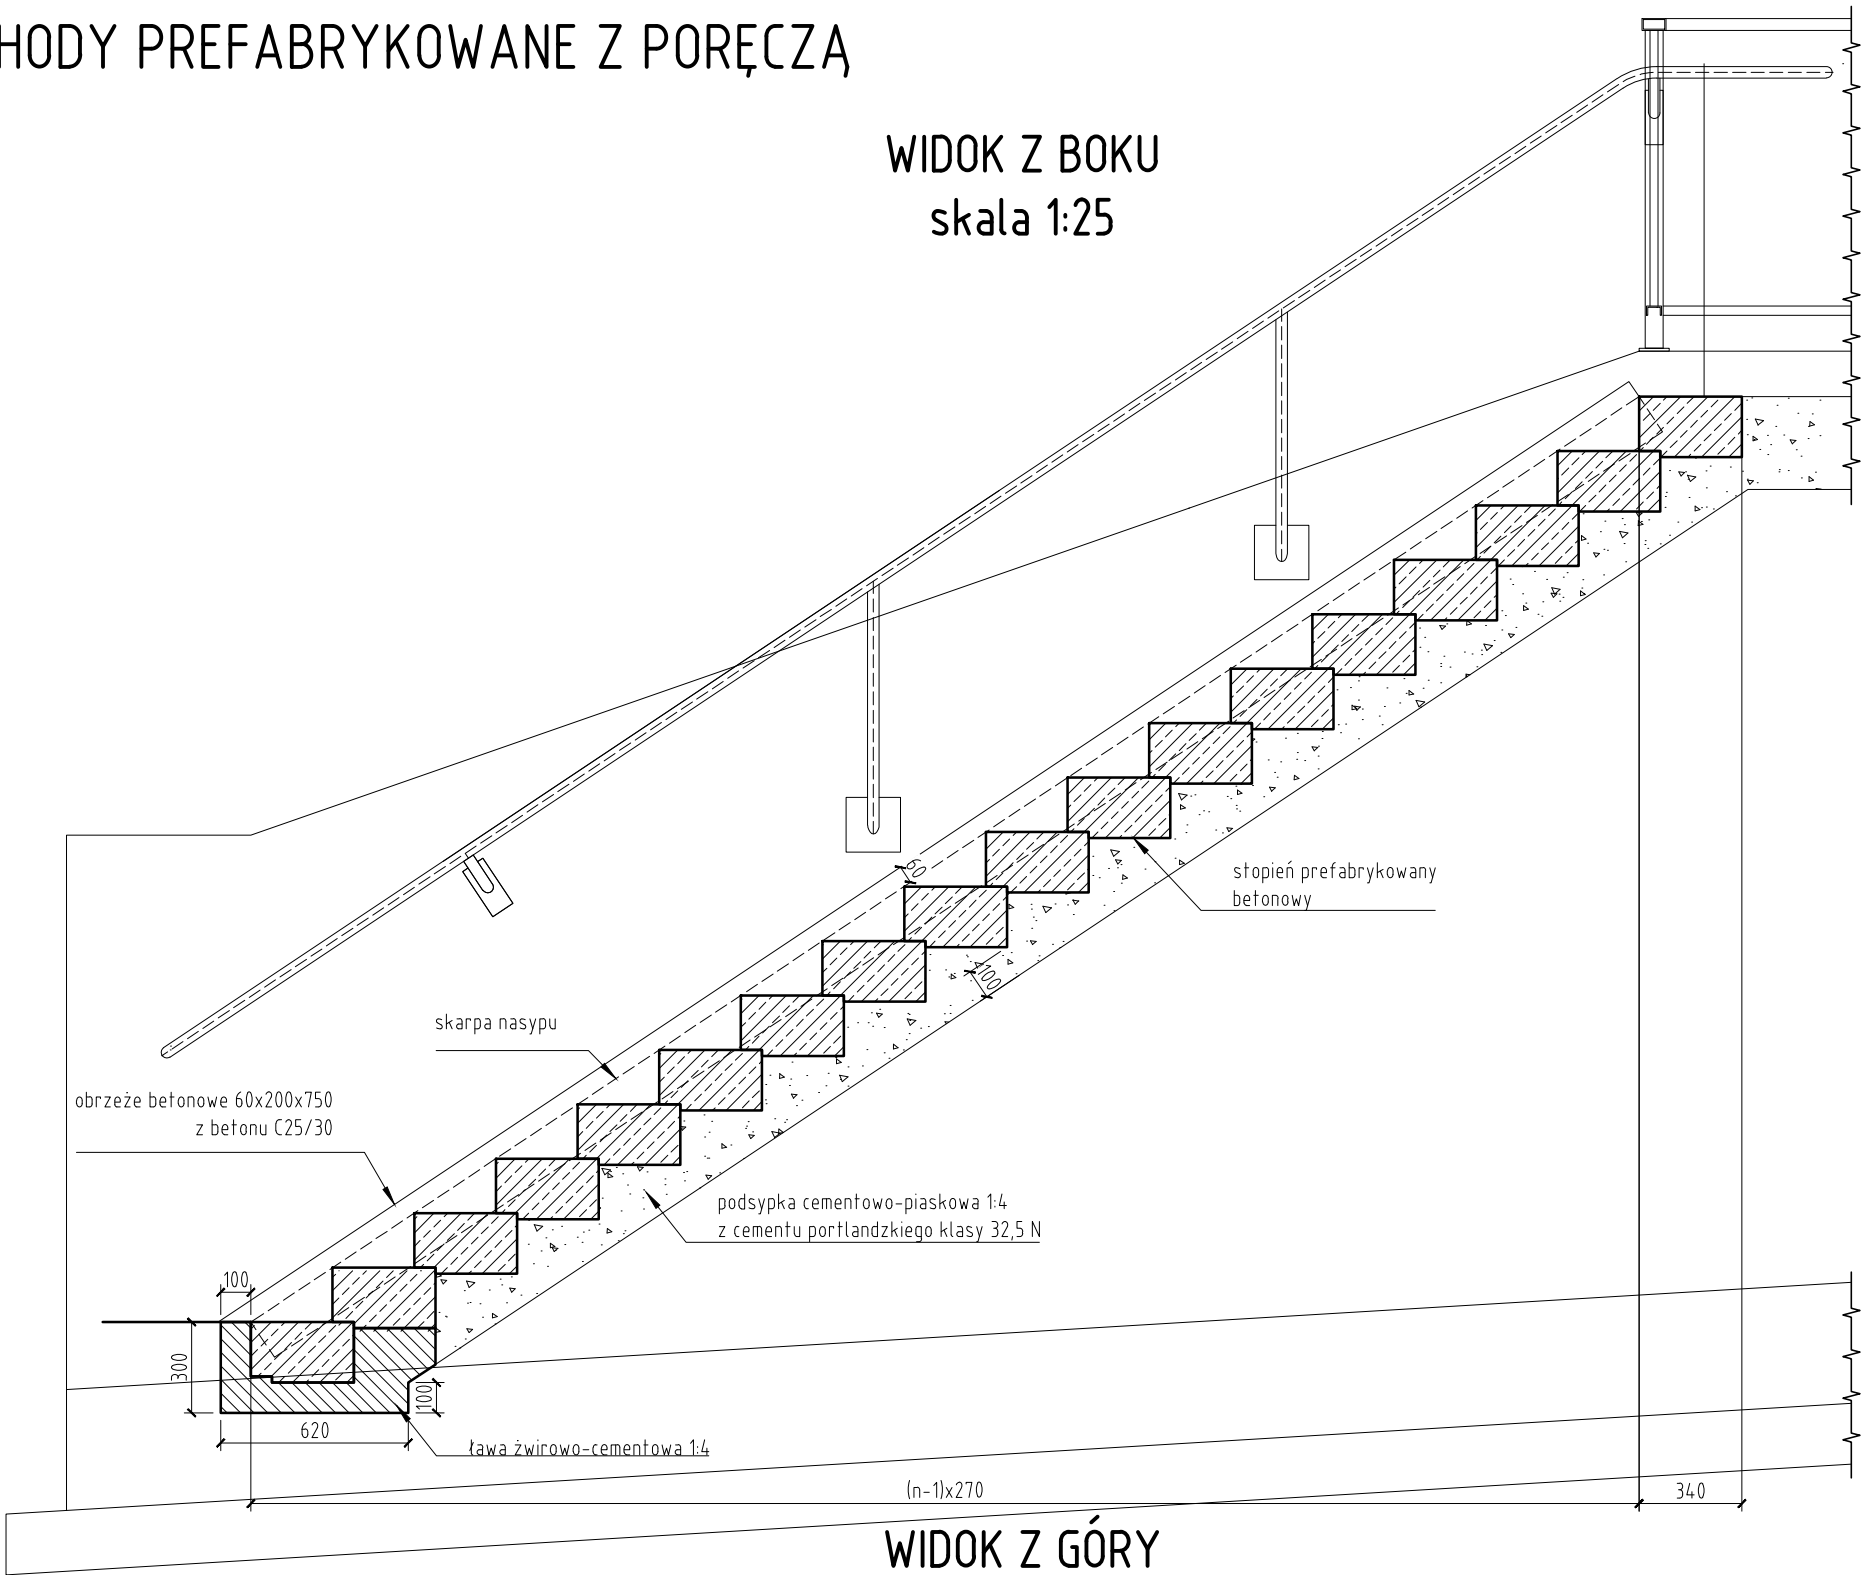 HODY PREFABRYKOWANE Z PORĘCZĄ
WIDOK Z BOKU
skala 1:25
60
stopień prefabrykowany
betonowy
100
skarpa nasypu
obrzeże betonowe 60x200x750
z betonu C25/30
podsypka cementowo-piaskowa 1:4
z cementu portlandzkiego klasy 32,5 N
100
300
100
620
ława żwirowo-cementowa 1:4
(n-1)x270
340
WIDOK Z GÓRY